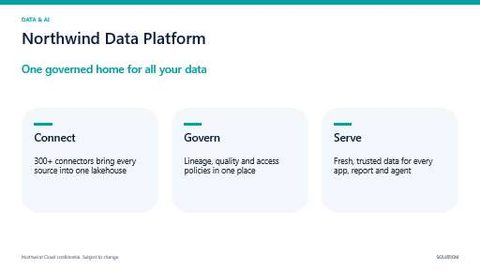 DATA & AI
Northwind Data Platform
One governed home for all your data
Connect
300+ connectors bring every
source into one lakehouse
Govern
Lineage, quality and access
policies in one place
Serve
Fresh, trusted data for every
app, report and agent
Northwind Cloud confidential. Subject to change.
SOLUTION